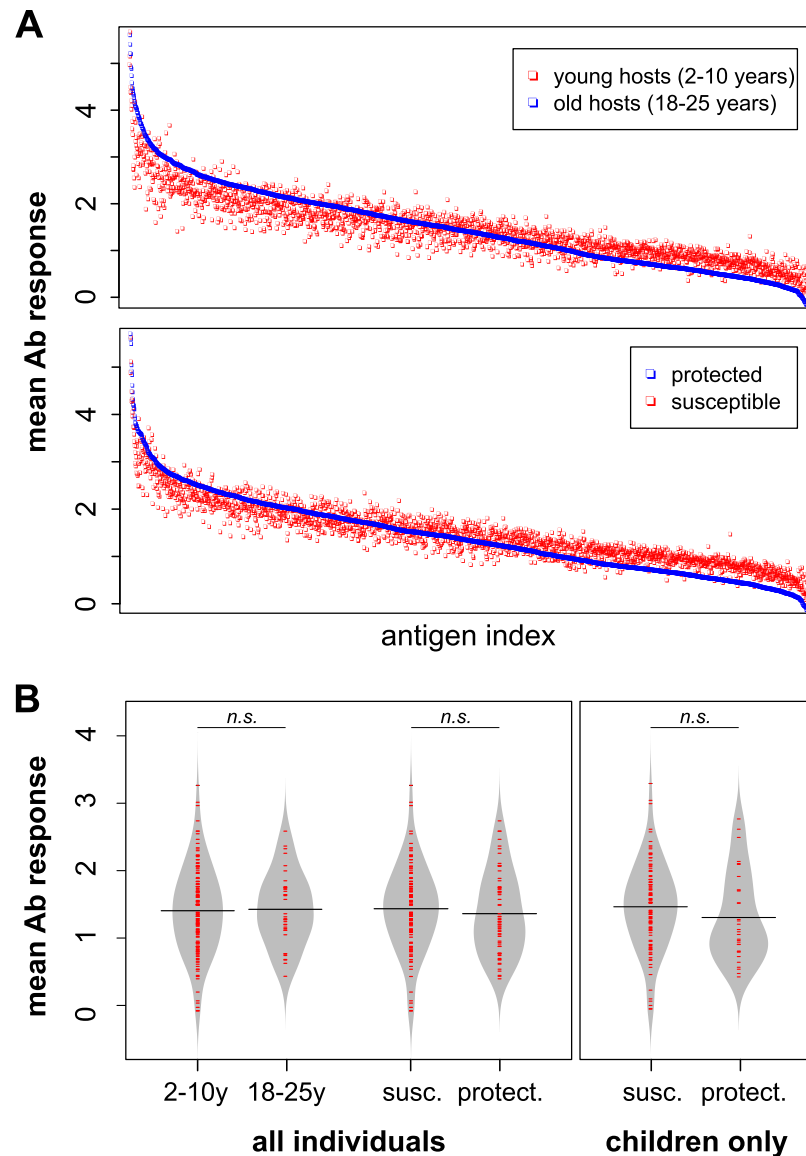 A
young hosts (2-10 years)
old hosts (18-25 years)
4
2
0
mean Ab response
protected
susceptible
4
2
0
antigen index
B
n.s.
n.s.
n.s.
4
3
2
1
0
mean Ab response
2-10y 18-25y susc. protect. susc. protect.
all individuals children only